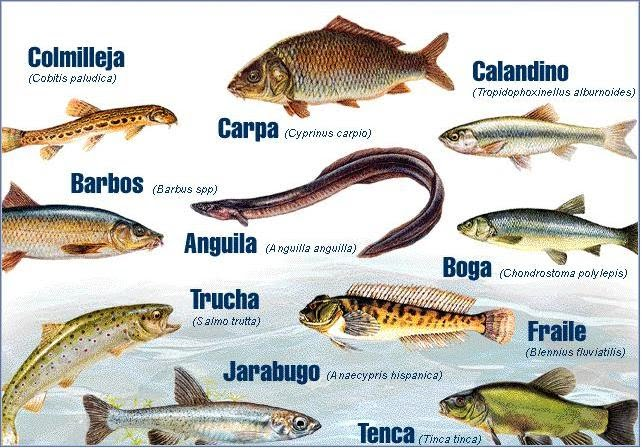 Colmilleja
(Cobitis paludica)
Calandino
(Tropidophoxinellus alburnoides)
Carpa (Cyprinus carpio)
Barbos (Barbus spp)
Anguila (Anguilla anguilla)
Boga (Chondrostoma polylepis)
Trucha
(Salmo trutta)
Fraile
(Blennius fluviatilis)
Jarabugo (Anaecypris hispanica)
Tenca (Tinca tinca)